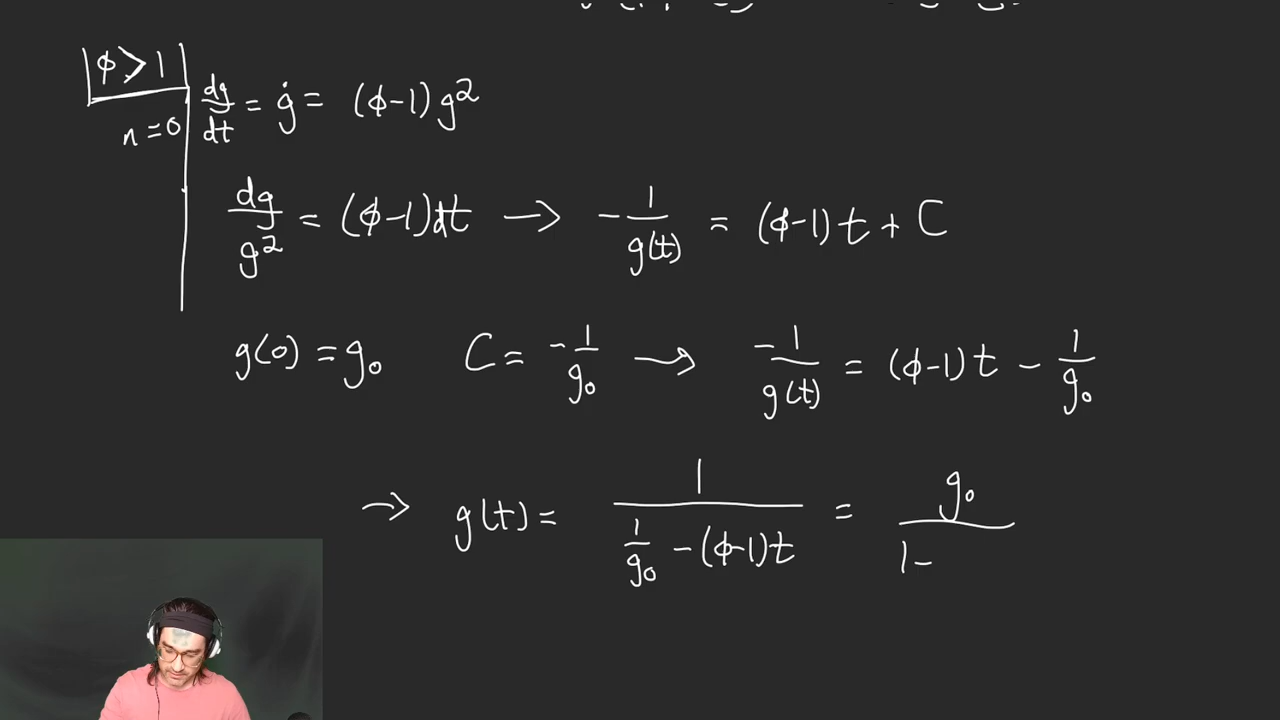 ϕ > 1
n = 0
dg/dt = ġ = (ϕ-1) g²
dg/g² = (ϕ-1)dt → -1/g(t) = (ϕ-1) t + C
g(0) = g₀ C = -1/g₀ → -1/g(t) = (ϕ-1) t - 1/g₀
→ g(t) = 1/(1/g₀ - (ϕ-1)t) = g₀/(1-